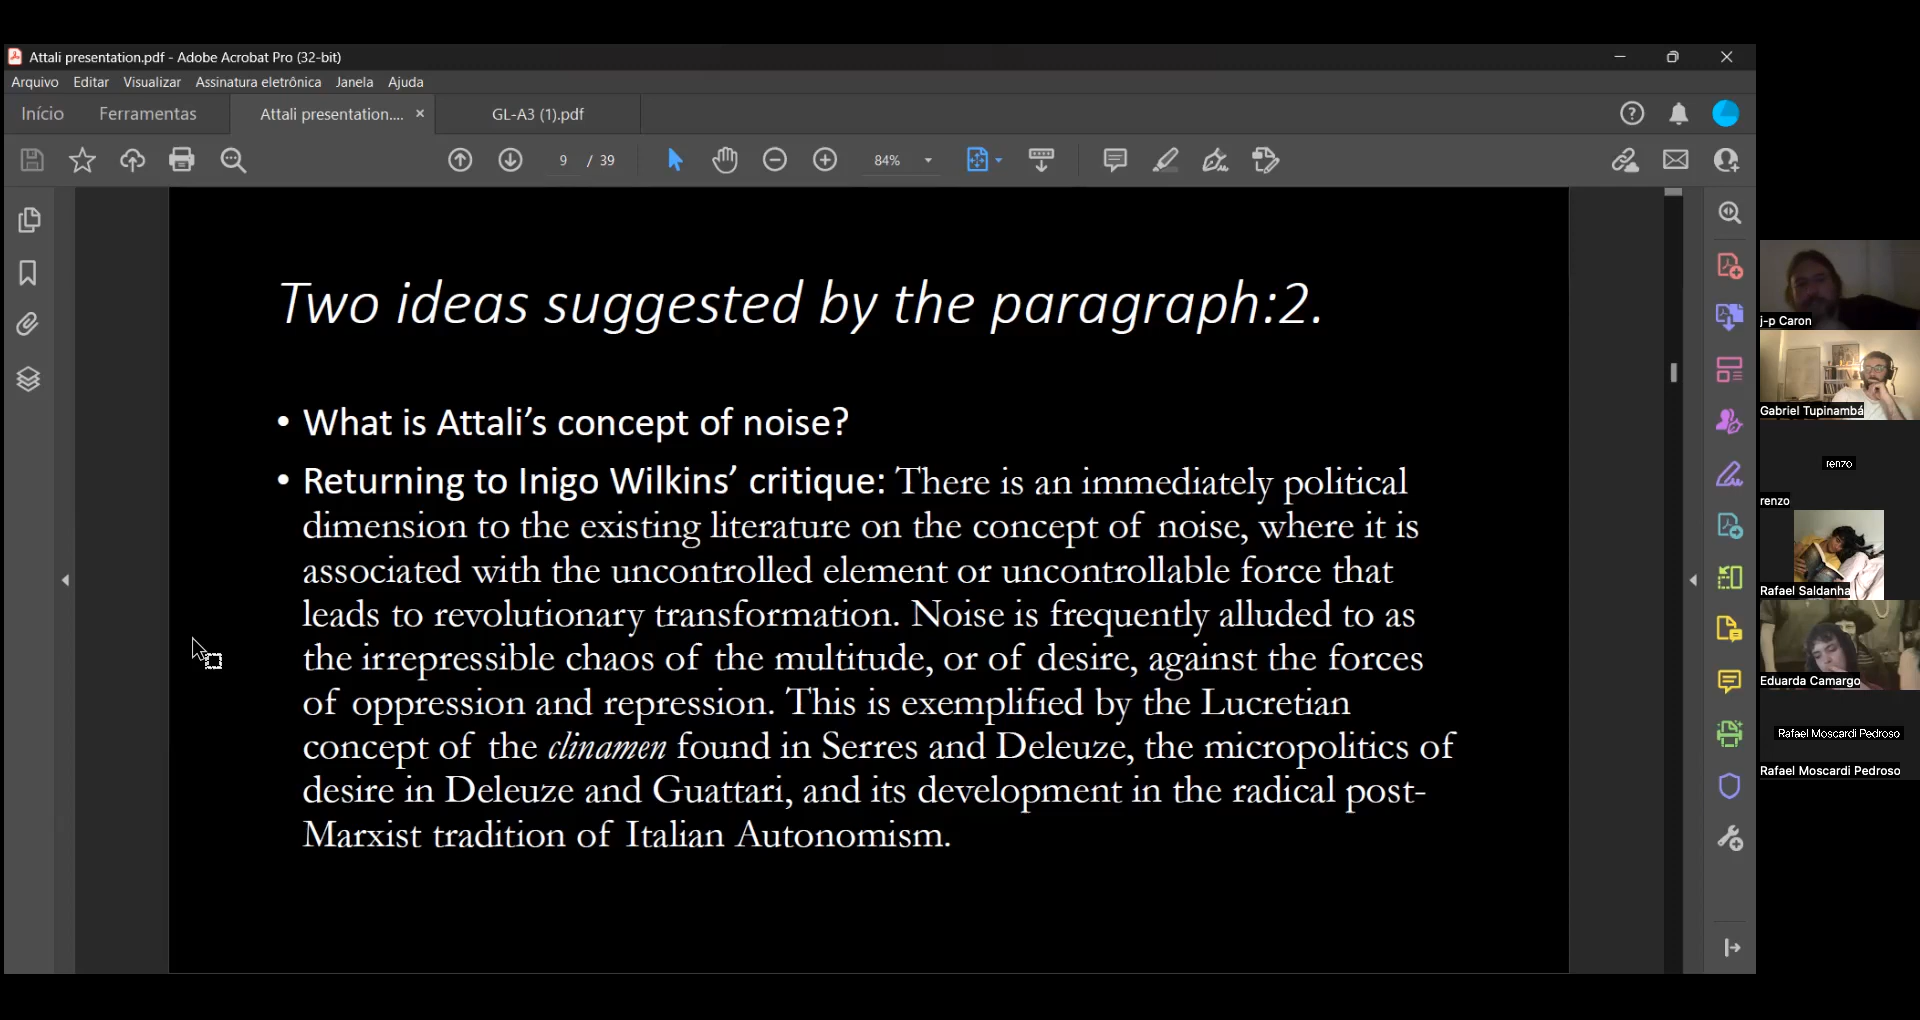 Attali presentation.pdf - Adobe Acrobat Pro (32-bit)
Arquivo Editar Visualizar Assinatura eletrônica Janela Ajuda
Início Ferramentas Attali presentation.... × GL-A3 (1).pdf
9 / 39 84%
Two ideas suggested by the paragraph:2.
• What is Attali’s concept of noise?
• Returning to Inigo Wilkins’ critique: There is an immediately political
dimension to the existing literature on the concept of noise, where it is
associated with the uncontrolled element or uncontrollable force that
leads to revolutionary transformation. Noise is frequently alluded to as
the irrepressible chaos of the multitude, or of desire, against the forces
of oppression and repression. This is exemplified by the Lucretian
concept of the clinamen found in Serres and Deleuze, the micropolitics of
desire in Deleuze and Guattari, and its development in the radical post-
Marxist tradition of Italian Autonomism.
j-p Caron
Gabriel Tupinambá
renzo
renzo
Rafael Saldanha
Eduarda Camargo
Rafael Moscardi Pedroso
Rafael Moscardi Pedroso